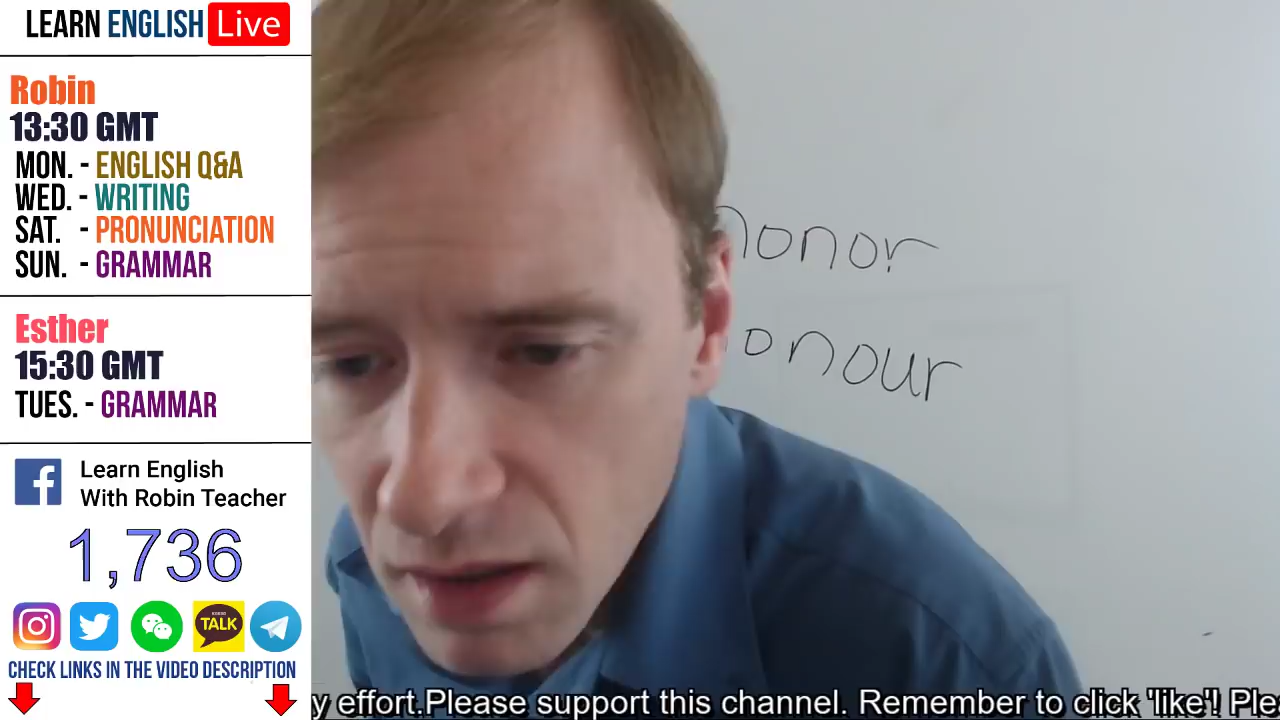 LEARN ENGLISH Live
Robin
13:30 GMT
MON. - ENGLISH Q&A
WED. - WRITING
SAT. - PRONUNCIATION
SUN. - GRAMMAR
Esther
15:30 GMT
TUES. - GRAMMAR
Learn English
With Robin Teacher
1,736
TALK
CHECK LINKS IN THE VIDEO DESCRIPTION
honor
onour
y effort.Please support this channel. Remember to click 'like'! Ple